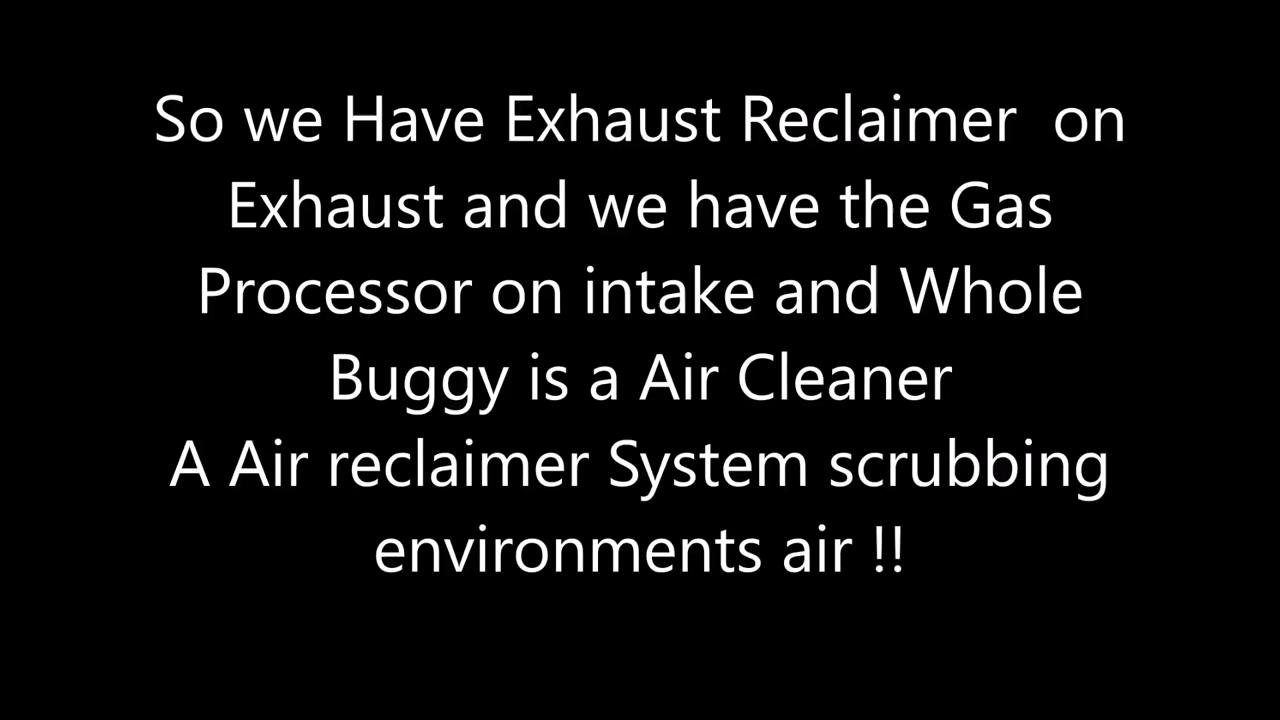 So we Have Exhaust Reclaimer  on
Exhaust and we have the Gas
Processor on intake and Whole
Buggy is a Air Cleaner
A Air reclaimer System scrubbing
environments air !!